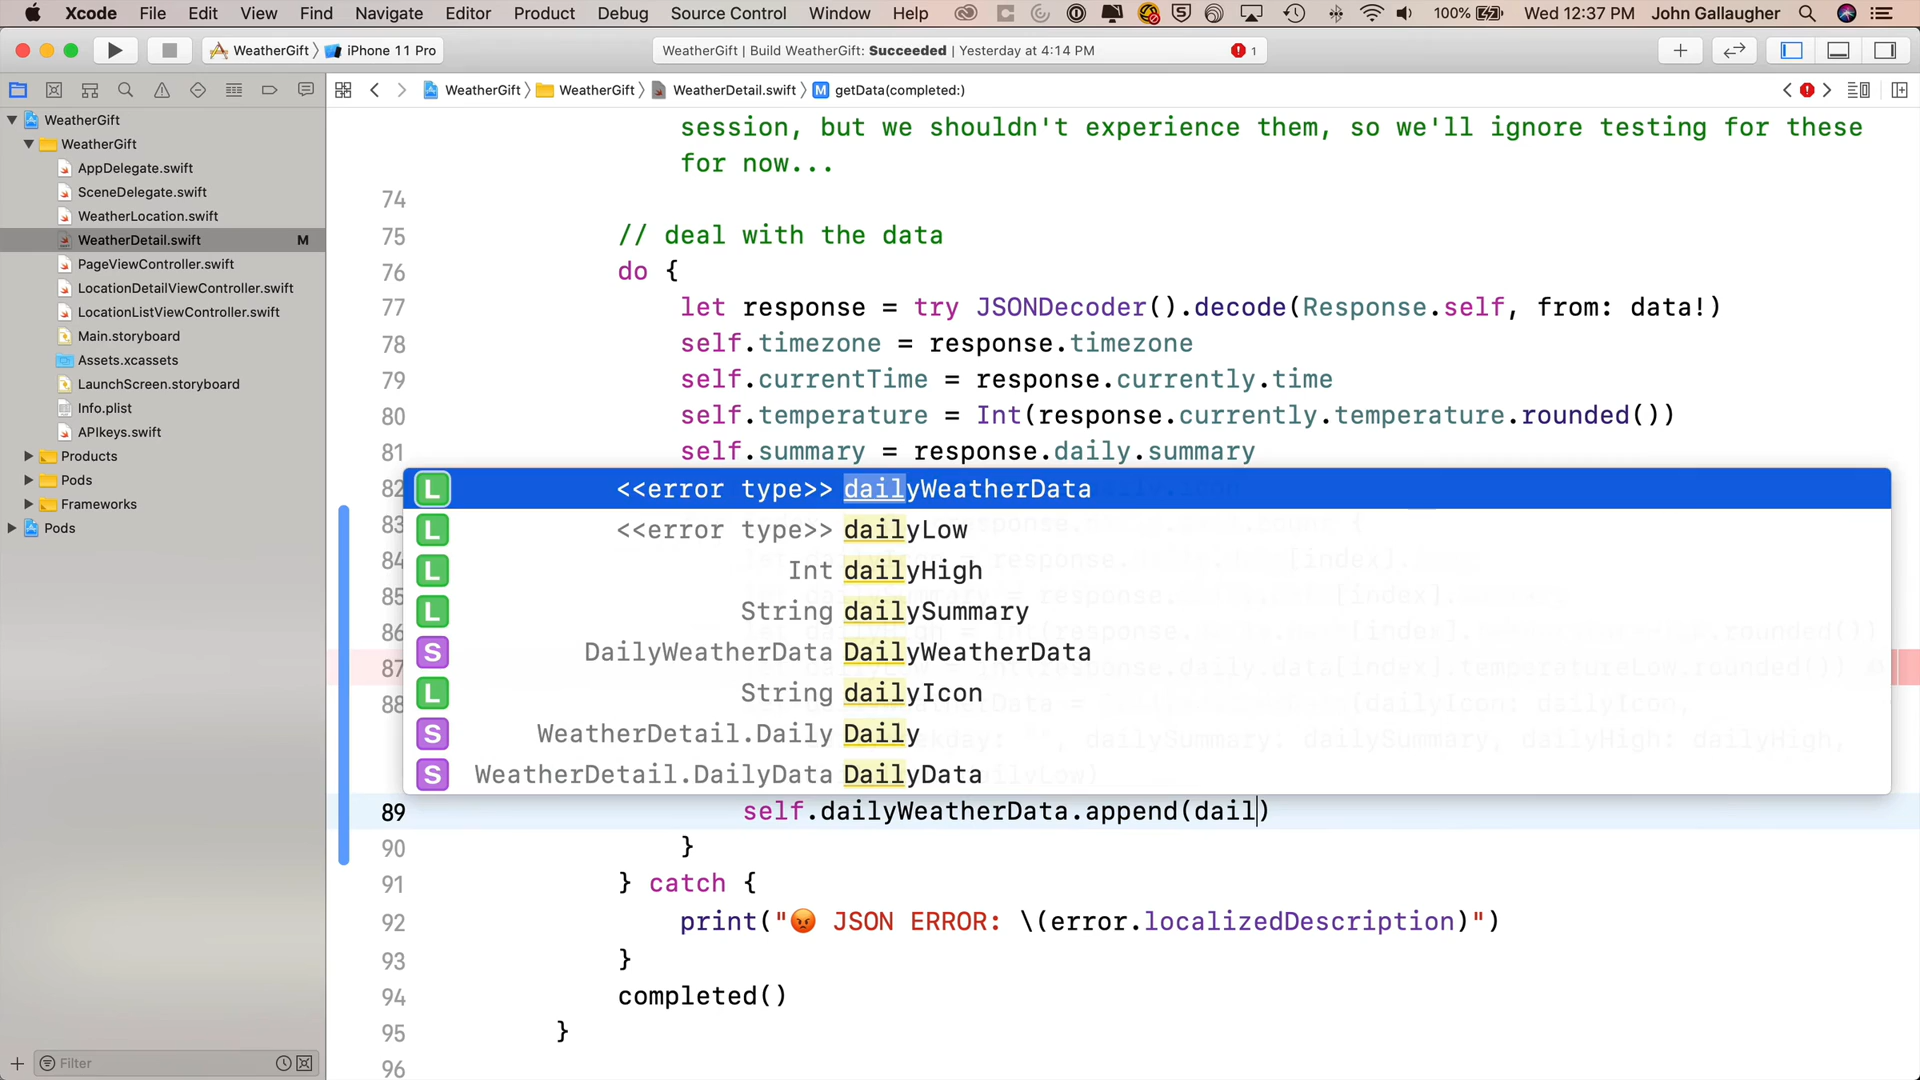 Xcode File Edit View Find Navigate Editor Product Debug Source Control Window Help 100% Wed 12:37 PM John Gallaugher
WeatherGift iPhone 11 Pro WeatherGift | Build WeatherGift: Succeeded | Yesterday at 4:14 PM 1
WeatherGift WeatherGift WeatherDetail.swift M getData(completed:)
WeatherGift
WeatherGift
AppDelegate.swift
SceneDelegate.swift
WeatherLocation.swift
WeatherDetail.swift M
PageViewController.swift
LocationDetailViewController.swift
LocationListViewController.swift
Main.storyboard
Assets.xcassets
LaunchScreen.storyboard
Info.plist
APIkeys.swift
Products
Pods
Frameworks
Pods
Filter
session, but we shouldn't experience them, so we'll ignore testing for these
for now...
74
75 // deal with the data
76 do {
77 let response = try JSONDecoder().decode(Response.self, from: data!)
78 self.timezone = response.timezone
79 self.currentTime = response.currently.time
80 self.temperature = Int(response.currently.temperature.rounded())
81 self.summary = response.daily.summary
82 L <<error type>> dailyWeatherData
83 L <<error type>> dailyLow
84 L Int dailyHigh
85 L String dailySummary
86 S DailyWeatherData DailyWeatherData
87 L String dailyIcon
88 S WeatherDetail.Daily Daily
S WeatherDetail.DailyData DailyData
89 self.dailyWeatherData.append(dail)
90 }
91 } catch {
92 print("😡 JSON ERROR: \(error.localizedDescription)")
93 }
94 completed()
95 }
96